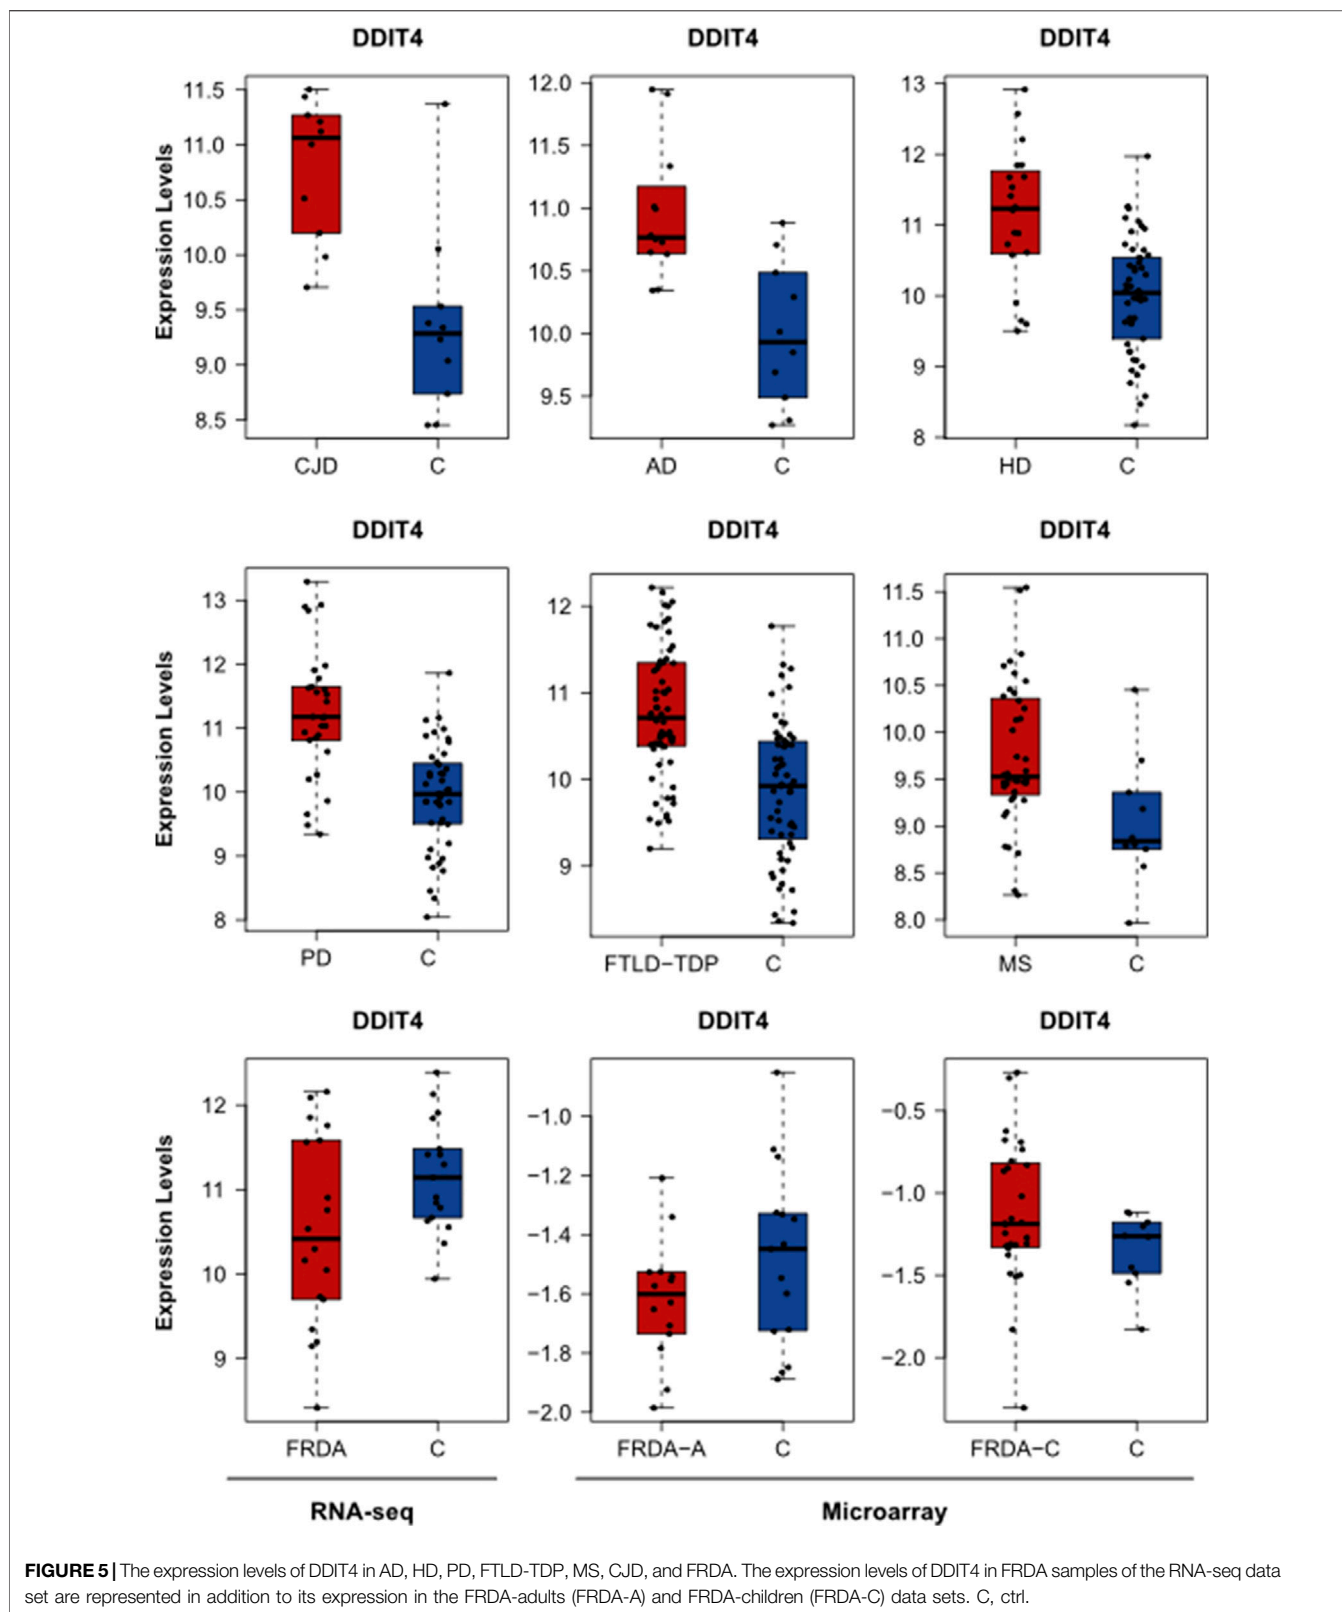 DDIT4 DDIT4 DDIT4
Expression Levels
11.5
11.0
10.5
10.0
9.5
9.0
8.5
CJD C
12.0
11.5
11.0
10.5
10.0
9.5
AD C
13
12
11
10
9
8
HD C
DDIT4 DDIT4 DDIT4
Expression Levels
13
12
11
10
9
8
PD C
12
11
10
9
FTLD−TDP C
11.5
11.0
10.5
10.0
9.5
9.0
8.5
8.0
MS C
DDIT4 DDIT4 DDIT4
Expression Levels
12
11
10
9
FRDA C
−1.0
−1.2
−1.4
−1.6
−1.8
−2.0
FRDA−A C
−0.5
−1.0
−1.5
−2.0
FRDA−C C
RNA-seq Microarray
FIGURE 5 | The expression levels of DDIT4 in AD, HD, PD, FTLD-TDP, MS, CJD, and FRDA. The expression levels of DDIT4 in FRDA samples of the RNA-seq data
set are represented in addition to its expression in the FRDA-adults (FRDA-A) and FRDA-children (FRDA-C) data sets. C, ctrl.